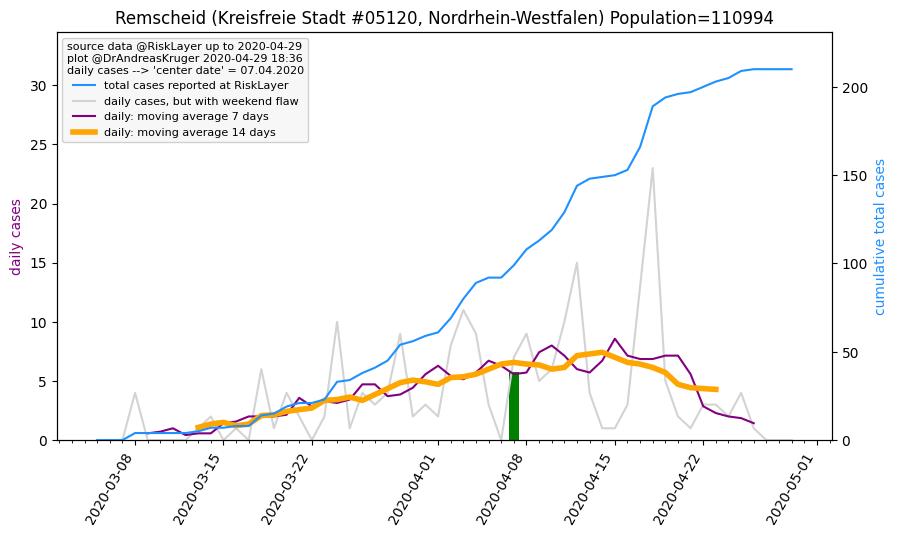 Remscheid (Kreisfreie Stadt #05120, Nordrhein-Westfalen) Population=110994
source data @RiskLayer up to 2020-04-29
plot @DrAndreasKruger 2020-04-29 18:36
daily cases --> 'center date' = 07.04.2020
total cases reported at RiskLayer
daily cases, but with weekend flaw
daily: moving average 7 days
daily: moving average 14 days
daily cases
30
25
20
15
10
5
0
cumulative total cases
200
150
100
50
0
2020-03-08
2020-03-15
2020-03-22
2020-04-01
2020-04-08
2020-04-15
2020-04-22
2020-05-01